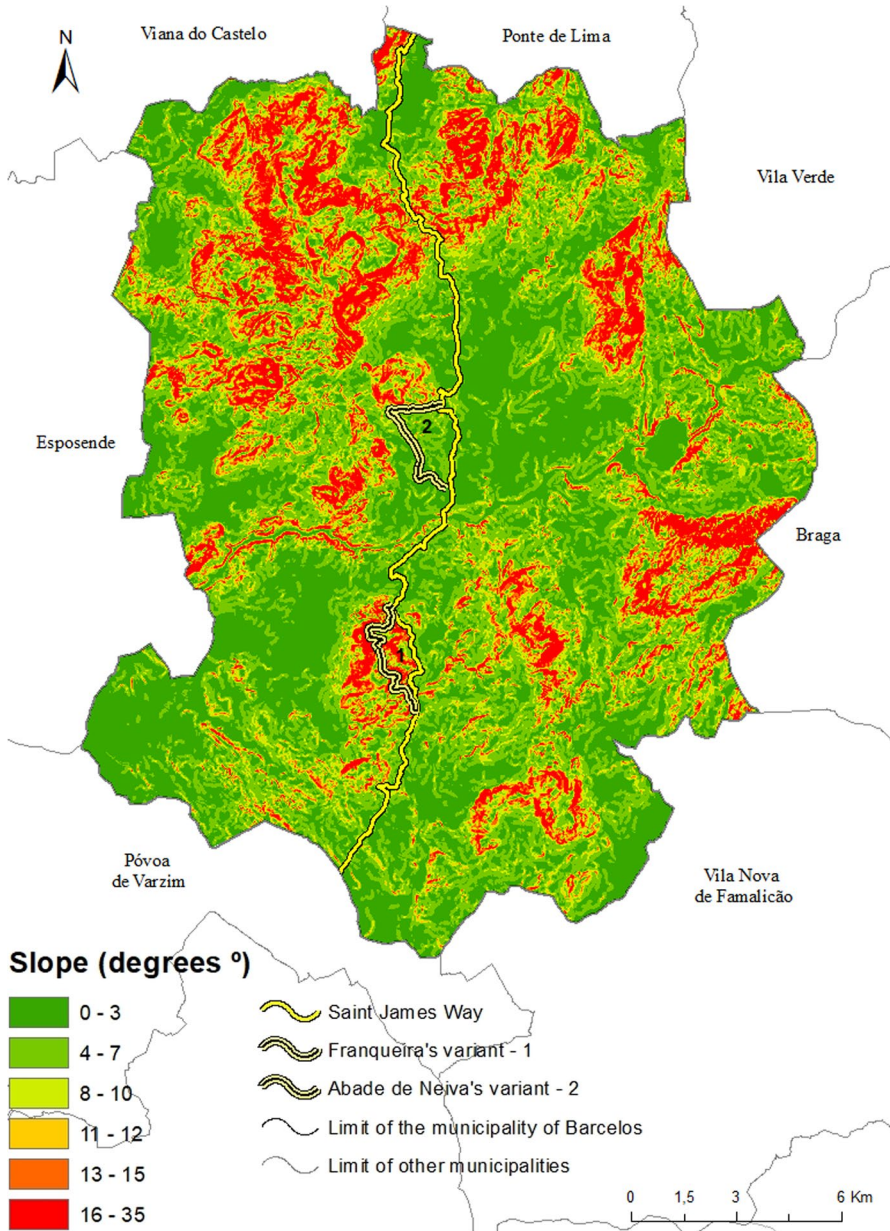 Viana do Castelo
Ponte de Lima
N
Vila Verde
2
Esposende
Braga
1
Póvoa
de Varzim
Vila Nova
de Famalicão
Slope (degrees º)
0 - 3
4 - 7
8 - 10
11 - 12
13 - 15
16 - 35
Saint James Way
Franqueira's variant - 1
Abade de Neiva's variant - 2
Limit of the municipality of Barcelos
Limit of other municipalities
0 1,5 3 6 Km